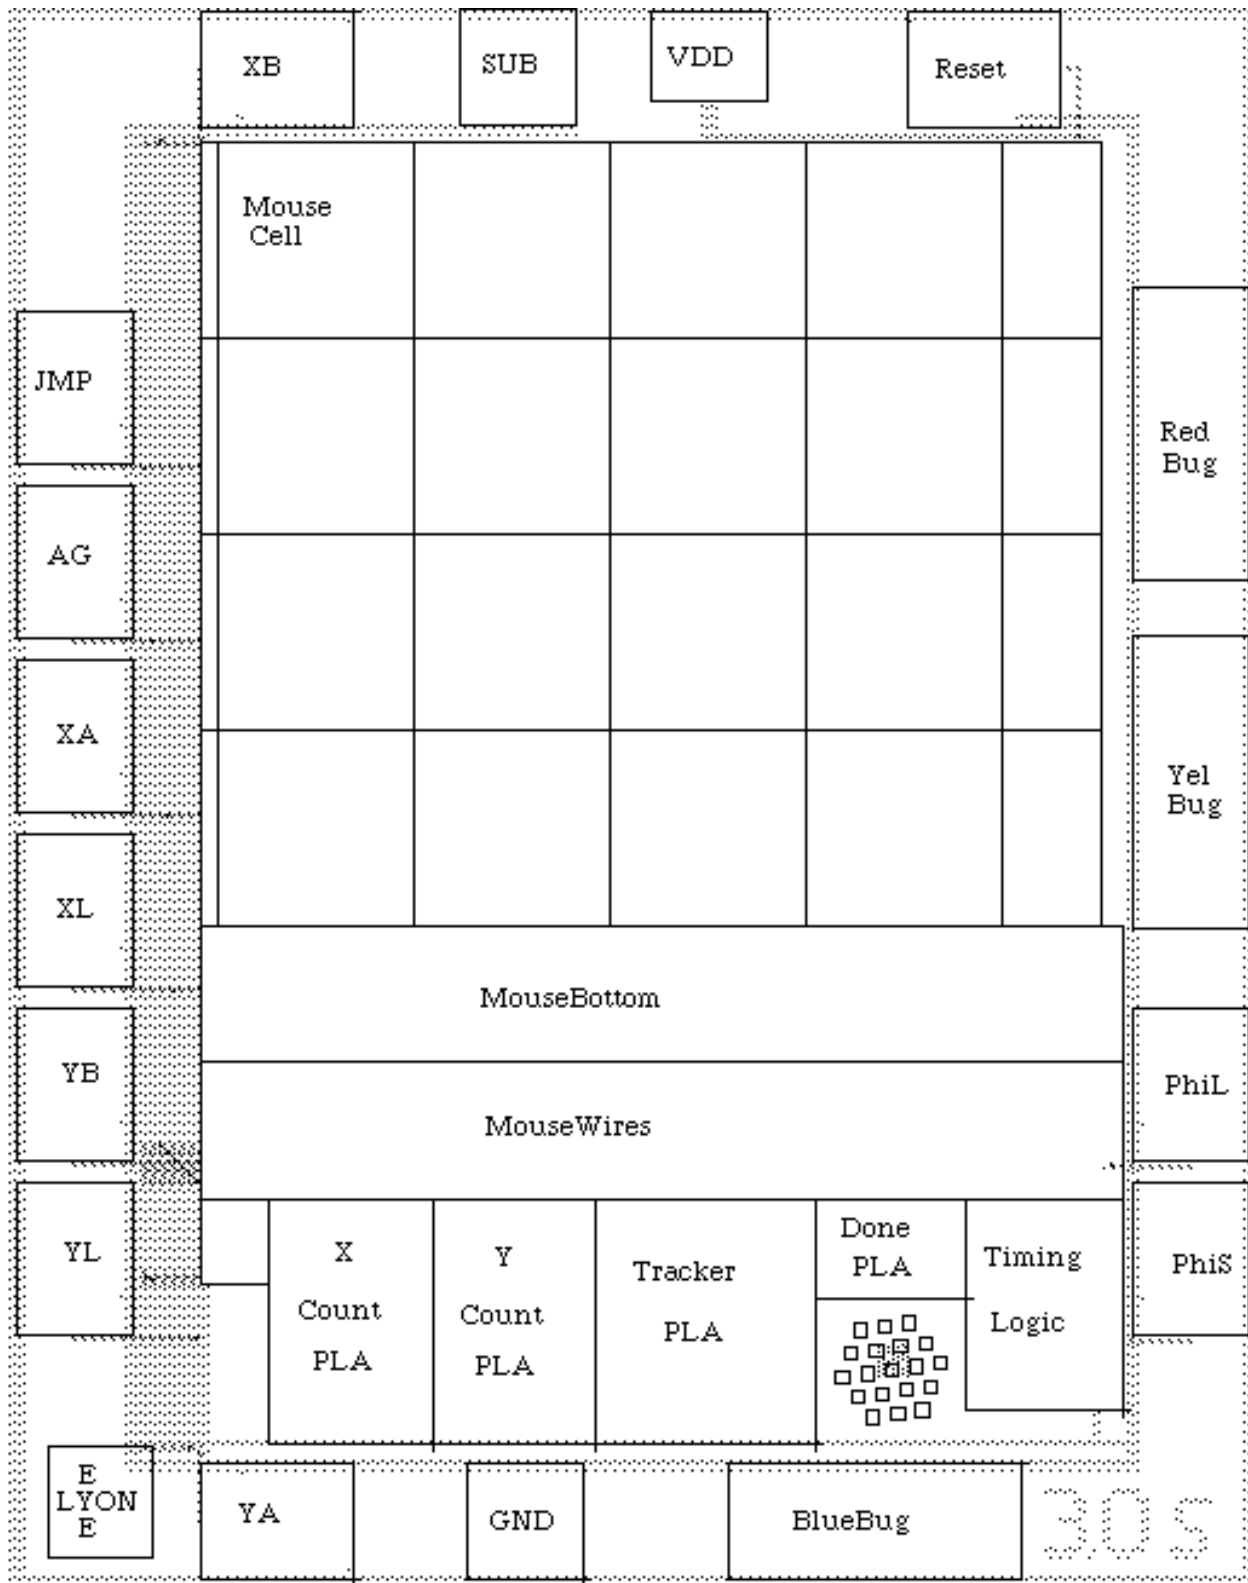 XB
SUB
VDD
Reset
Mouse
Cell
JMP
Red
Bug
AG
XA
Yel
Bug
XL
MouseBottom
YB
PhiL
MouseWires
YL
X
Count
PLA
Y
Count
PLA
Tracker
PLA
Done
PLA
Timing
Logic
PhiS
E
LYON
E
YA
GND
BlueBug
30s